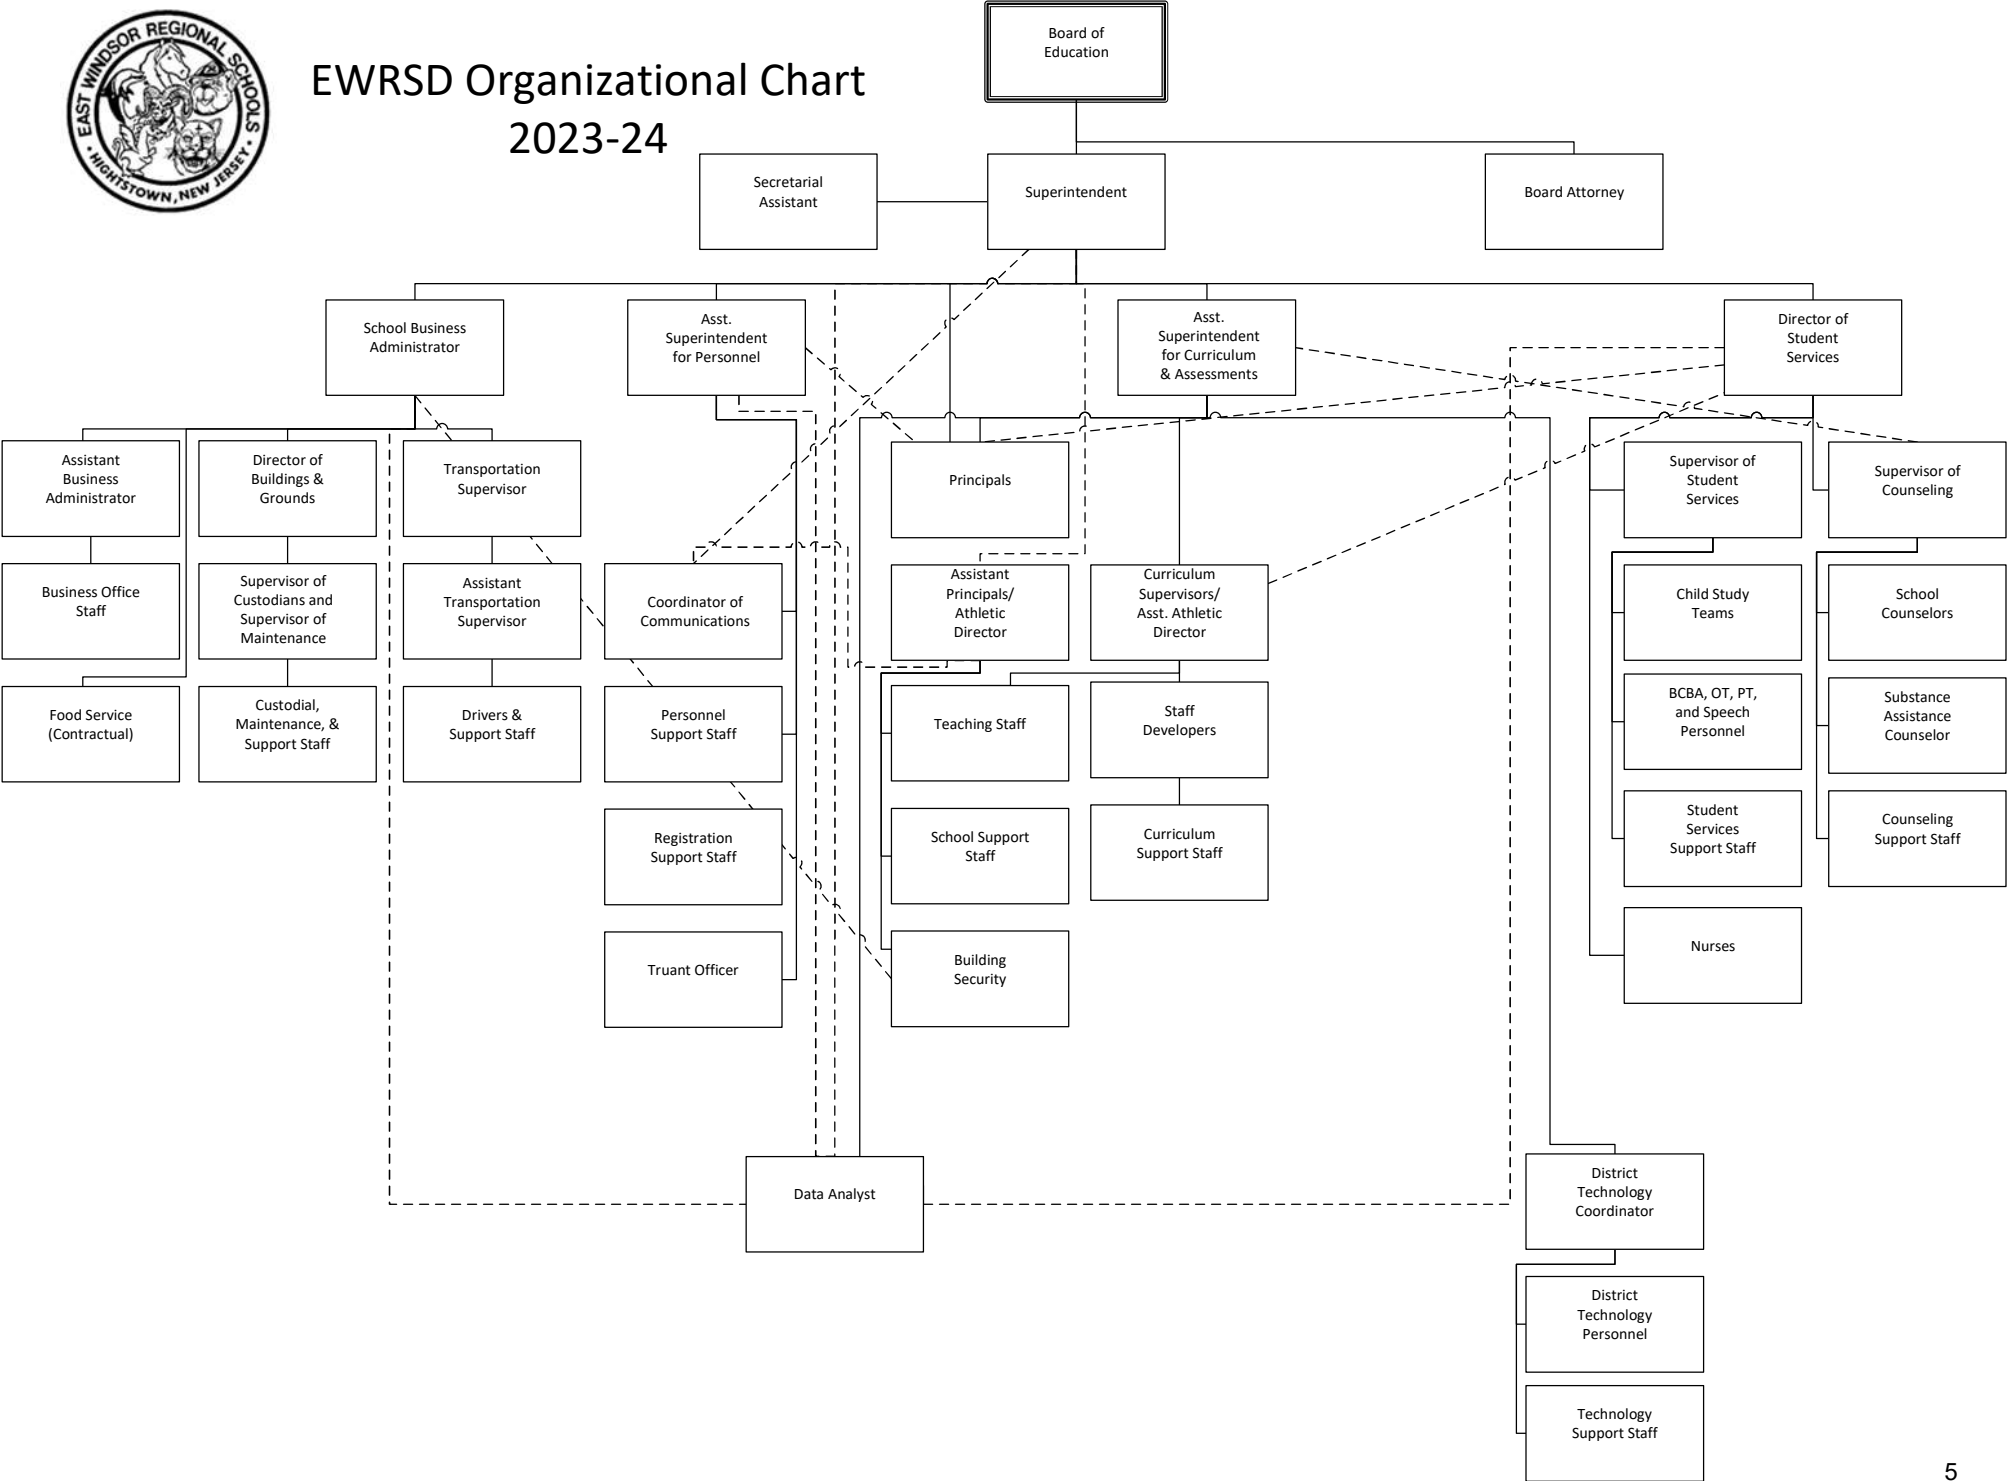 EAST WINDSOR REGIONAL SCHOOLS
• HIGHTSTOWN, NEW JERSEY •
EWRSD Organizational Chart
2023-24
Board of
Education
Secretarial
Assistant
Superintendent
Board Attorney
School Business
Administrator
Asst.
Superintendent
for Personnel
Asst.
Superintendent
for Curriculum
& Assessments
Director of
Student
Services
Assistant
Business
Administrator
Director of
Buildings &
Grounds
Transportation
Supervisor
Principals
Supervisor of
Student
Services
Supervisor of
Counseling
Business Office
Staff
Supervisor of
Custodians and
Supervisor of
Maintenance
Assistant
Transportation
Supervisor
Coordinator of
Communications
Assistant
Principals/
Athletic
Director
Curriculum
Supervisors/
Asst. Athletic
Director
Child Study
Teams
School
Counselors
Food Service
(Contractual)
Custodial,
Maintenance, &
Support Staff
Drivers &
Support Staff
Personnel
Support Staff
Teaching Staff
Staff
Developers
BCBA, OT, PT,
and Speech
Personnel
Substance
Assistance
Counselor
Registration
Support Staff
School Support
Staff
Curriculum
Support Staff
Student
Services
Support Staff
Counseling
Support Staff
Truant Officer
Building
Security
Nurses
Data Analyst
District
Technology
Coordinator
District
Technology
Personnel
Technology
Support Staff
5